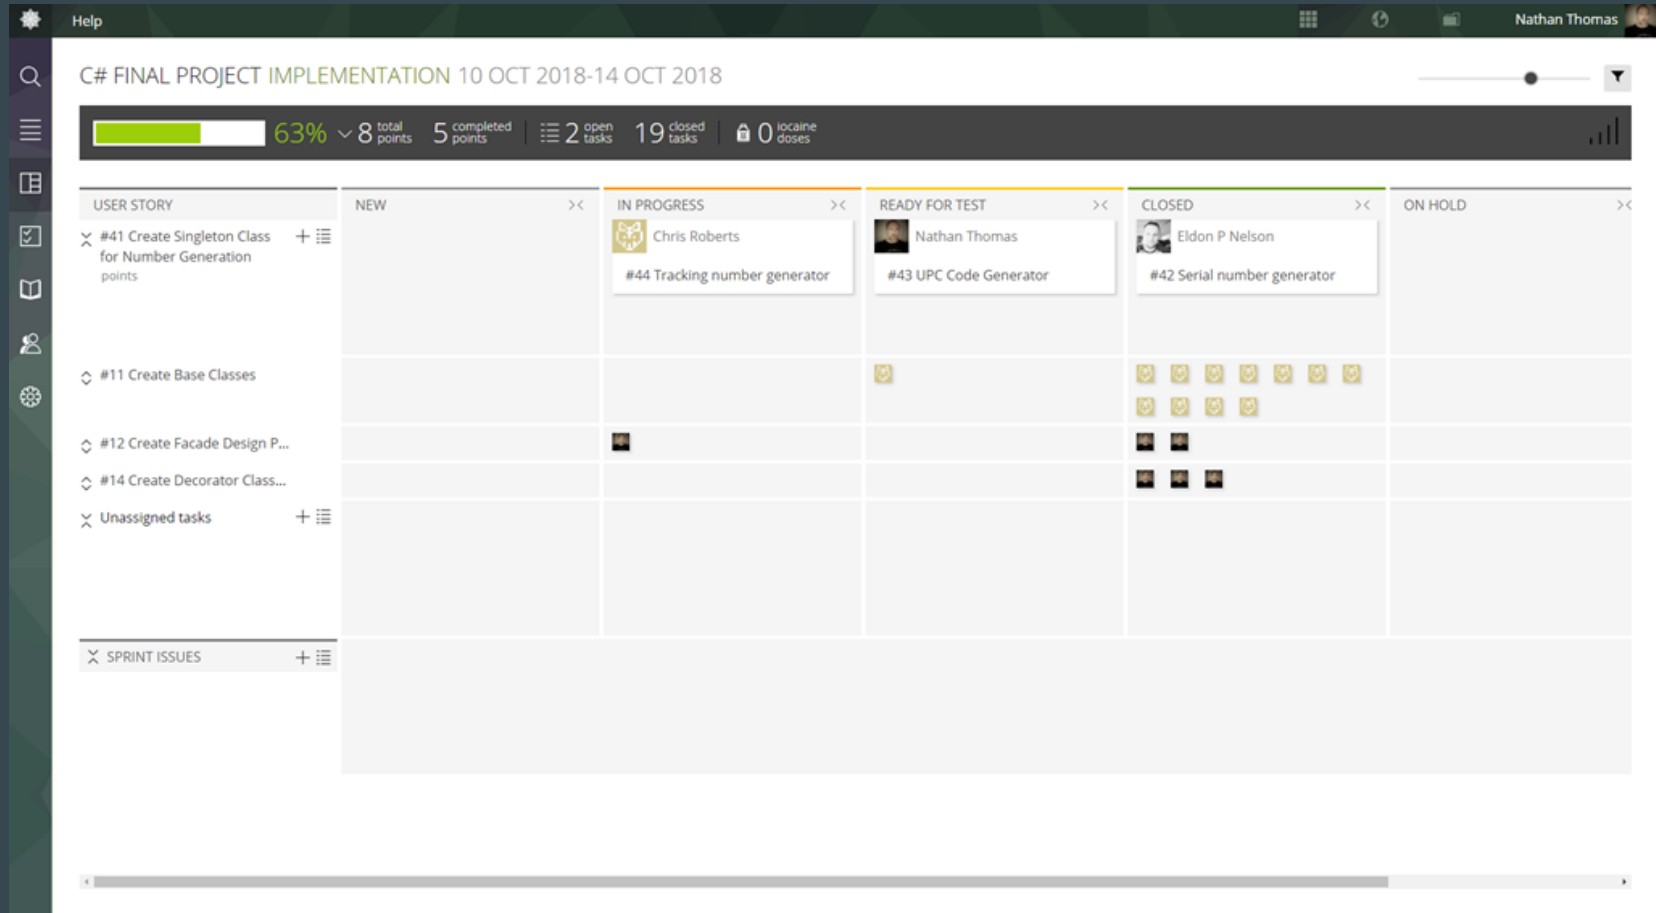 Help
Nathan Thomas
C# FINAL PROJECT IMPLEMENTATION 10 OCT 2018-14 OCT 2018
63% 8 total points 5 completed points 2 open tasks 19 closed tasks 0 iocaine doses
USER STORY NEW IN PROGRESS READY FOR TEST CLOSED ON HOLD
#41 Create Singleton Class
for Number Generation
points
Chris Roberts
#44 Tracking number generator
Nathan Thomas
#43 UPC Code Generator
Eldon P Nelson
#42 Serial number generator
#11 Create Base Classes
#12 Create Facade Design P...
#14 Create Decorator Class...
Unassigned tasks
SPRINT ISSUES